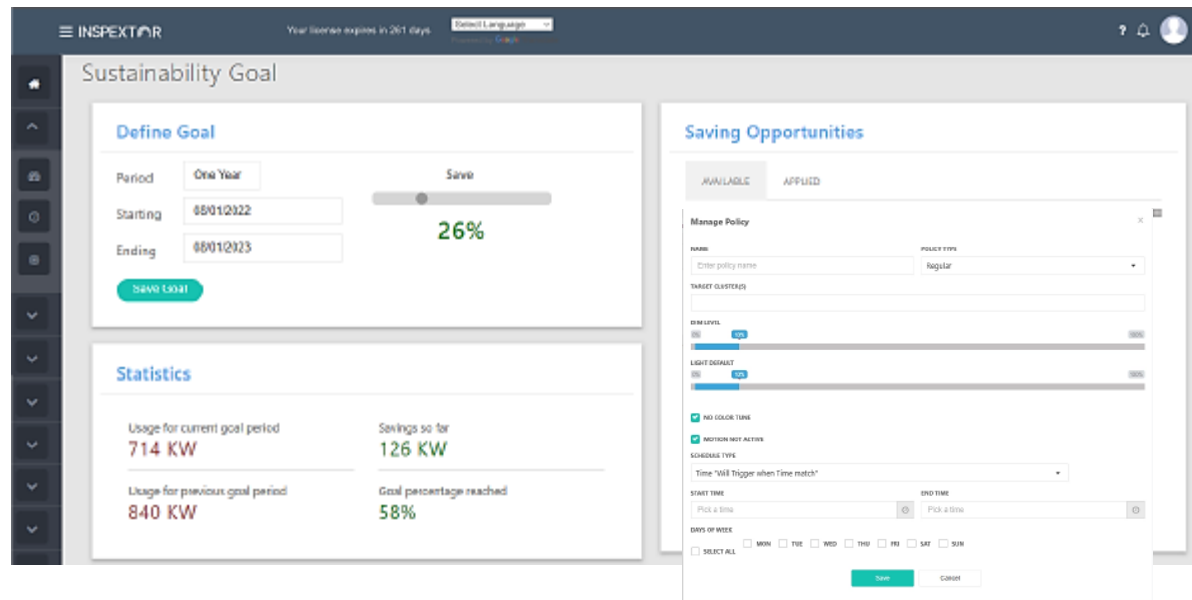 INSPEXTOR
Your license expires in 261 days
Select Language
?
Sustainability Goal
Define Goal
Period One Year
Starting 08/01/2022
Ending 08/01/2023
Save
26%
Save Goal
Statistics
Usage for current goal period
714 KW
Savings so far
126 KW
Usage for previous goal period
840 KW
Goal percentage reached
58%
Saving Opportunities
AVAILABLE APPLIED
Manage Policy
NAME
Enter policy name
POLICY TYPE
Regular
TARGET CLUSTER(S)
DIM LEVEL
0% 10% 100%
LIGHT DEFAULT
0% 10% 100%
NO COLOR TUNE
MOTION NOT ACTIVE
SCHEDULE TYPE
Time "Will Trigger when Time match"
START TIME
Pick a time
END TIME
Pick a time
DAYS OF WEEK
SELECT ALL MON TUE WED THU FRI SAT SUN
Save Cancel